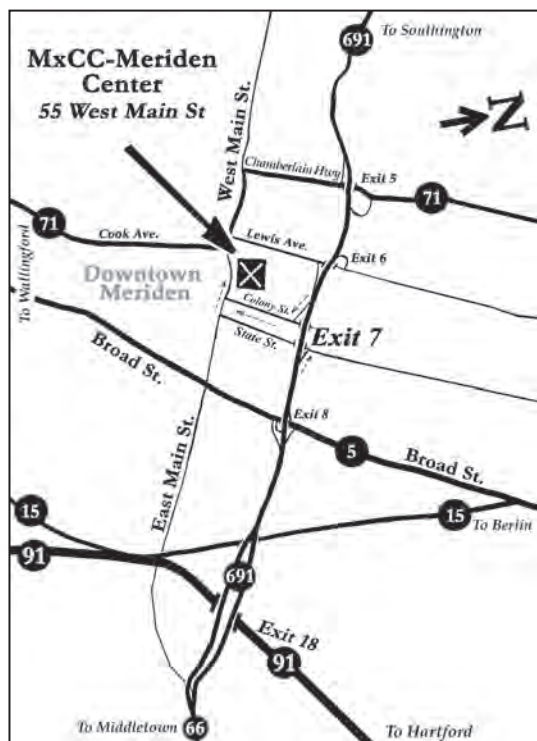 691
To Southington
MxCC-Meriden
Center
55 West Main St
West Main St.
N
Chamberlain Hwy
Exit 5
71
71
Cook Ave.
Lewis Ave.
Exit 6
To Wallingford
Downtown
Meriden
Colony St.
State St.
Exit 7
Broad St.
Exit 8
5
Broad St.
East Main St.
15
15
To Berlin
91
691
Exit 18
91
To Middletown
66
To Hartford